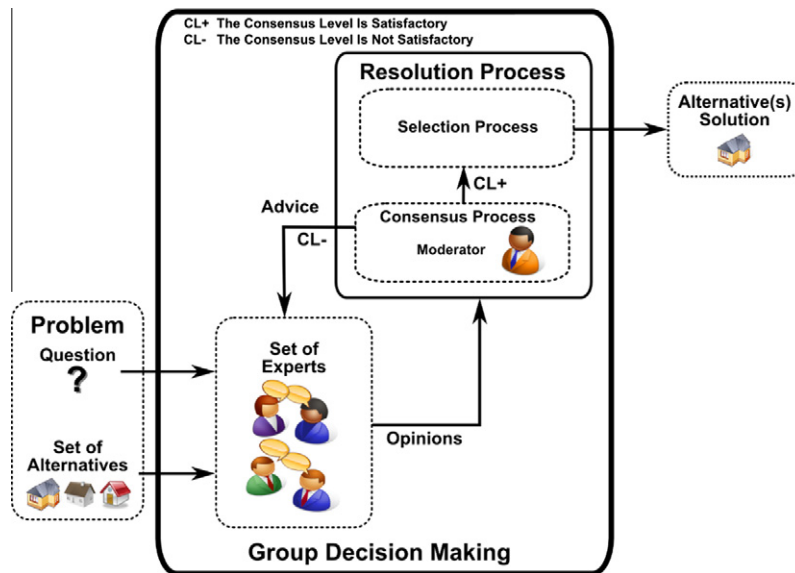 CL+ The Consensus Level Is Satisfactory
CL- The Consensus Level Is Not Satisfactory
Resolution Process
Selection Process
Alternative(s)
Solution
CL+
Advice
CL-
Consensus Process
Moderator
Problem
Question
?
Set of
Alternatives
Set of
Experts
Opinions
Group Decision Making